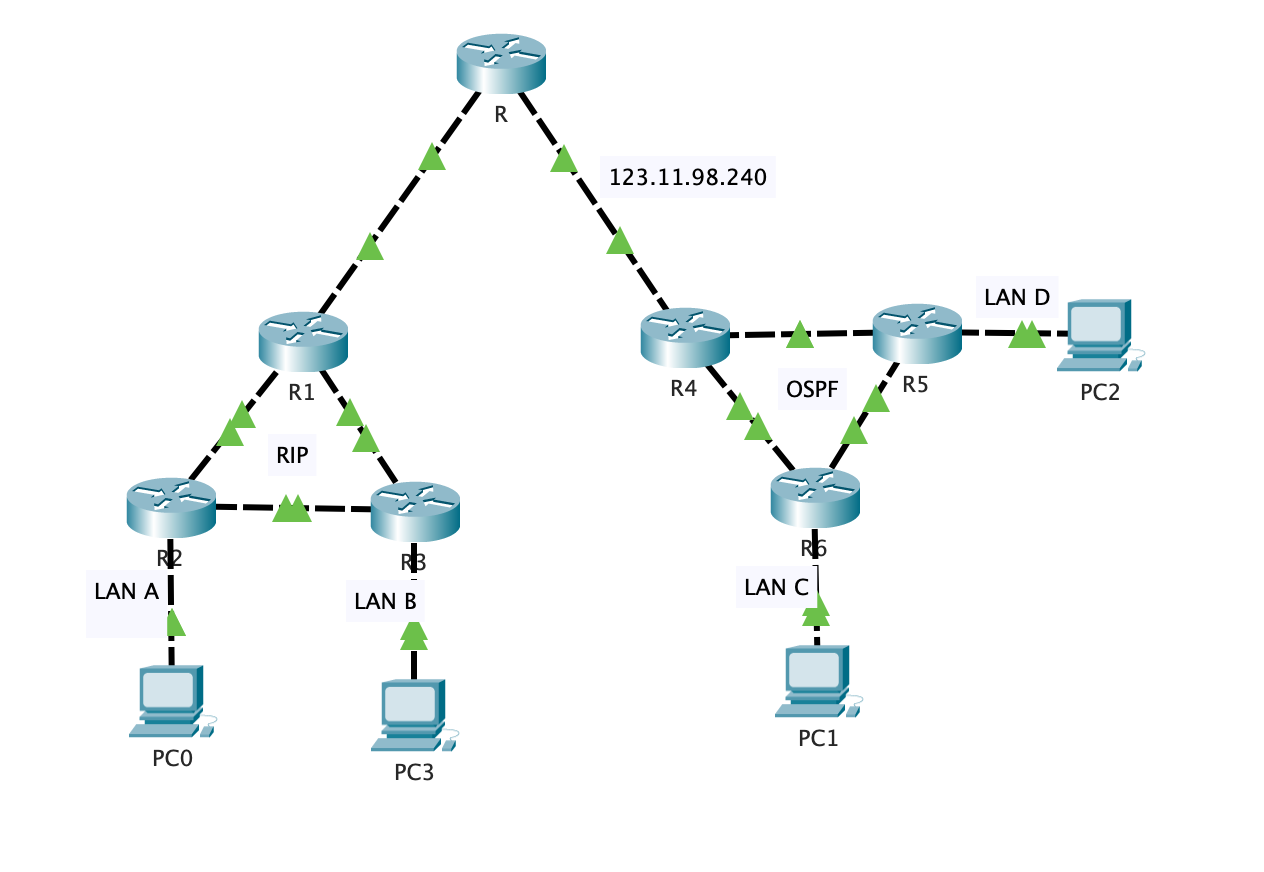 R
123.11.98.240
LAN D
R1
R4
OSPF
R5
PC2
RIP
R2
R3
R6
LAN A
LAN B
LAN C
PC0
PC3
PC1